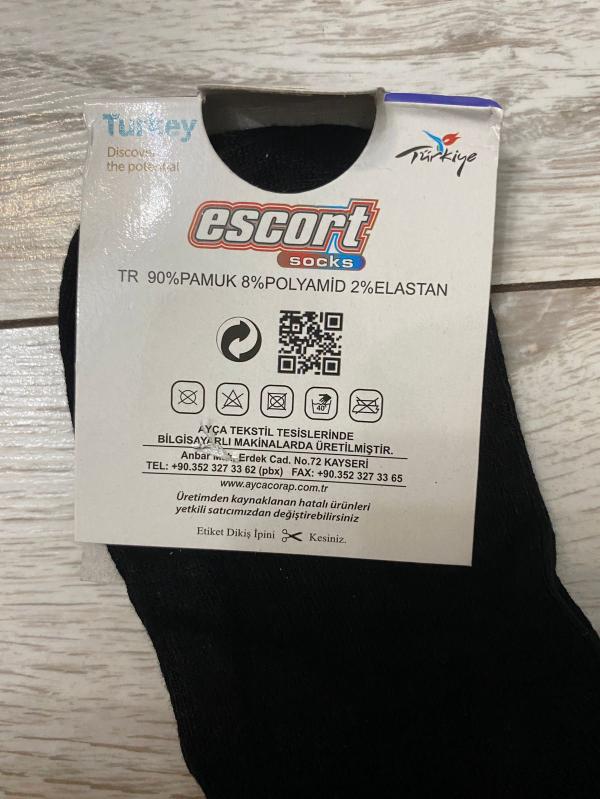 Turkey
Discover
the potential
Türkiye
escort
socks
TR 90%PAMUK 8%POLYAMİD 2%ELASTAN
40°
AYÇA TEKSTİL TESİSLERİNDE
BİLGİSAYARLI MAKİNALARDA ÜRETİLMİŞTİR.
Anbar Erdek Cad. No.72 KAYSERİ
TEL: +90.352 327 33 62 (pbx) FAX: +90.352 327 33 65
www.aycacorap.com.tr
Üretimden kaynaklanan hatalı ürünleri
yetkili satıcımızdan değiştirebilirsiniz
Etiket Dikiş İpini Kesiniz.